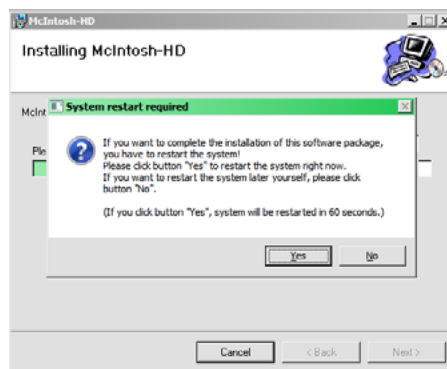 McIntosh-HD
Installing McIntosh-HD
McInt
System restart required
Ple
If you want to complete the installation of this software package,
you have to restart the system!
Please click button "Yes" to restart the system right now.
If you want to restart the system later yourself, please click
button "No".
(If you click button "Yes", system will be restarted in 60 seconds.)
Yes
No
Cancel
< Back
Next >